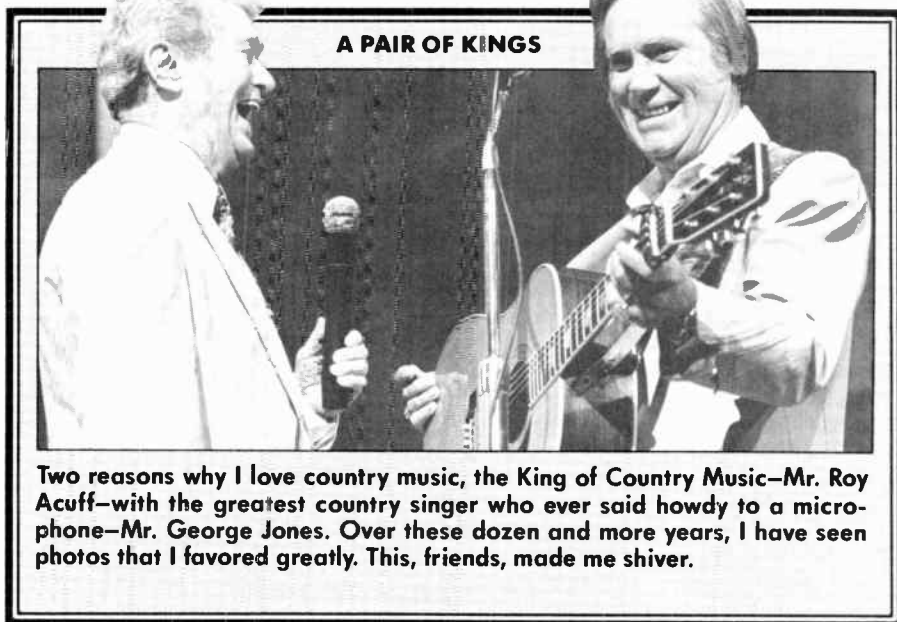 A PAIR OF KINGS
Two reasons why I love country music, the King of Country Music—Mr. Roy
Acuff—with the greatest country singer who ever said howdy to a micro-
phone—Mr. George Jones. Over these dozen and more years, I have seen
photos that I favored greatly. This, friends, made me shiver.